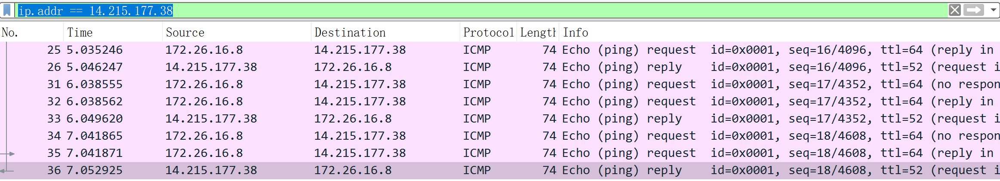 ip.addr == 14.215.177.38
No. Time Source Destination Protocol Length Info
25 5.035246 172.26.16.8 14.215.177.38 ICMP 74 Echo (ping) request id=0x0001, seq=16/4096, ttl=64 (reply in
26 5.046247 14.215.177.38 172.26.16.8 ICMP 74 Echo (ping) reply id=0x0001, seq=16/4096, ttl=52 (request i
31 6.038555 172.26.16.8 14.215.177.38 ICMP 74 Echo (ping) request id=0x0001, seq=17/4352, ttl=64 (no respon
32 6.038562 172.26.16.8 14.215.177.38 ICMP 74 Echo (ping) request id=0x0001, seq=17/4352, ttl=64 (reply in
33 6.049620 14.215.177.38 172.26.16.8 ICMP 74 Echo (ping) reply id=0x0001, seq=17/4352, ttl=52 (request i
34 7.041865 172.26.16.8 14.215.177.38 ICMP 74 Echo (ping) request id=0x0001, seq=18/4608, ttl=64 (no respon
35 7.041871 172.26.16.8 14.215.177.38 ICMP 74 Echo (ping) request id=0x0001, seq=18/4608, ttl=64 (reply in
36 7.052925 14.215.177.38 172.26.16.8 ICMP 74 Echo (ping) reply id=0x0001, seq=18/4608, ttl=52 (request i